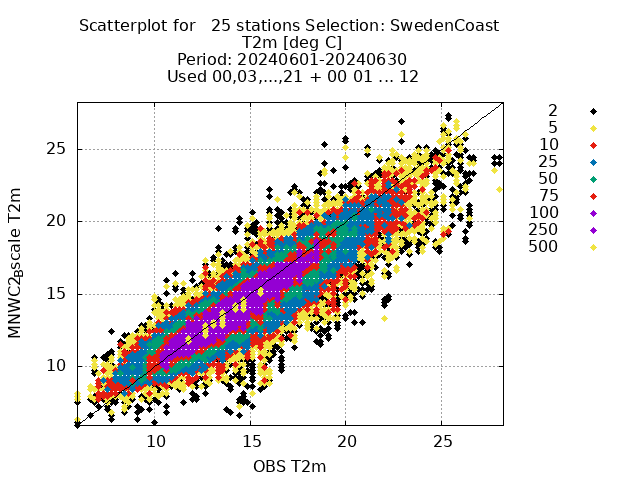 Scatterplot for   25 stations Selection: SwedenCoast
T2m [deg C]
Period: 20240601-20240630
Used 00,03,...,21 + 00 01 ... 12
2
5
10
25
50
75
100
250
500
MNWC2Bscale T2m
25
20
15
10
10 15 20 25
OBS T2m